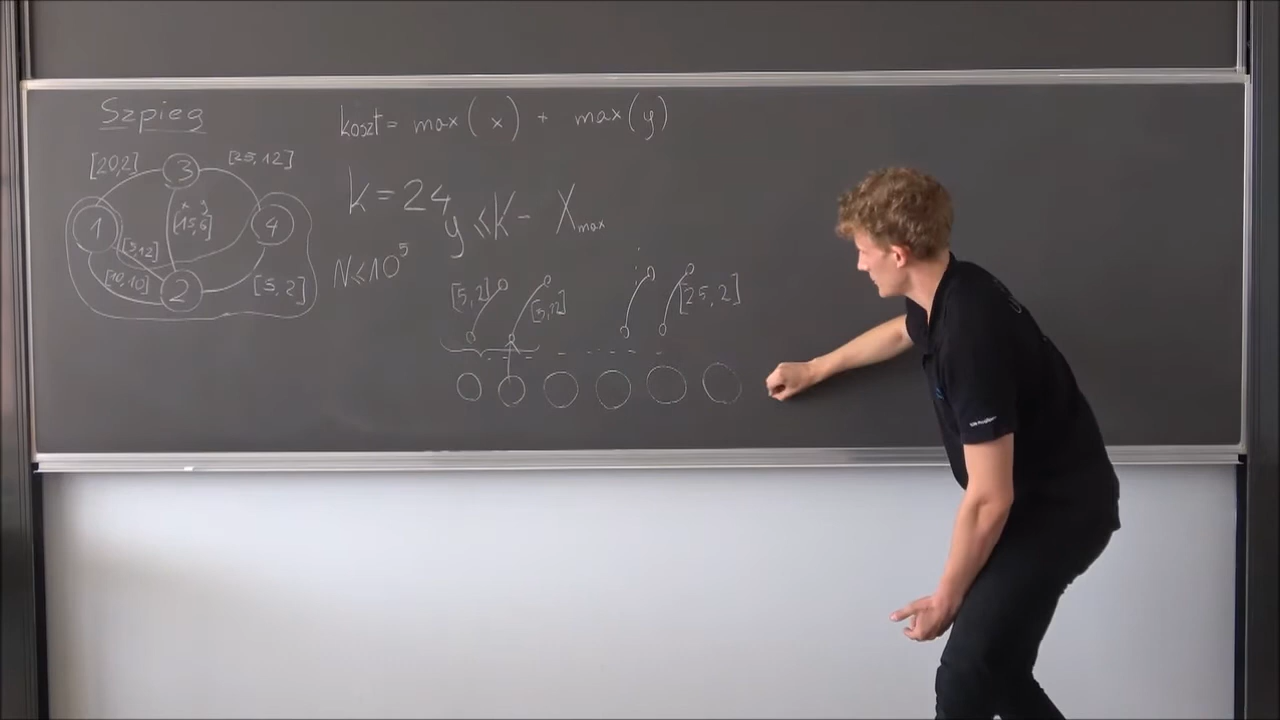 Szpieg
koszt = max(x) + max(y)
[20,2]
3
[25,12]
k = 24
y ≤ K - Xmax
x y
[15,6]
1
4
[3,12]
[10,10]
2
[5,2]
N ≤ 10^5
[5,2]
[3,12]
[25,2]